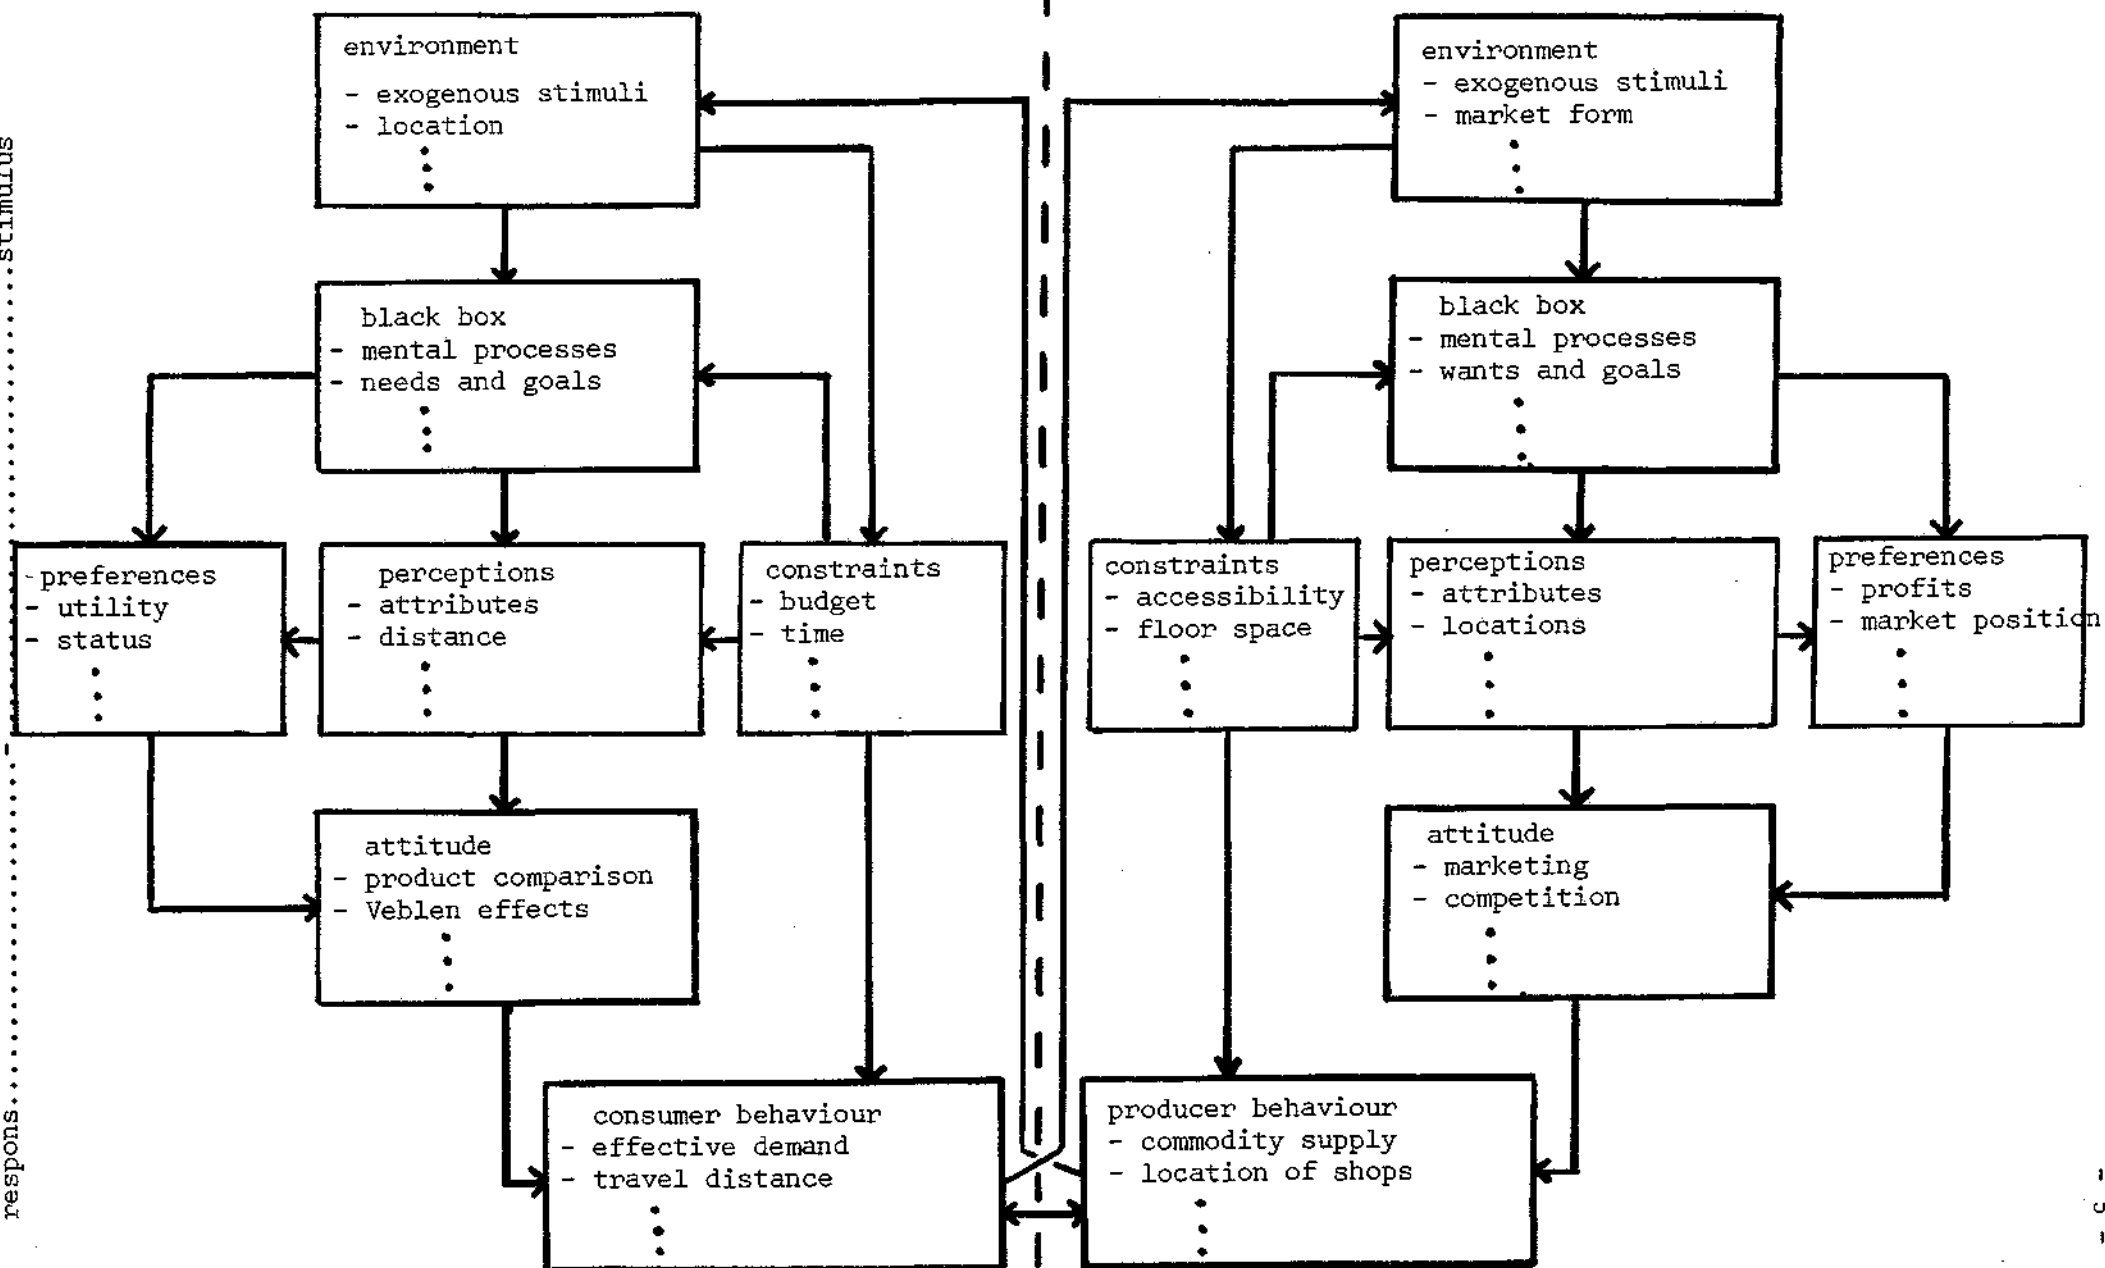 environment
- exogenous stimuli
- location
environment
- exogenous stimuli
- market form
stimulus
black box
- mental processes
- needs and goals
black box
- mental processes
- wants and goals
preferences
- utility
- status
perceptions
- attributes
- distance
constraints
- budget
- time
constraints
- accessibility
- floor space
perceptions
- attributes
- locations
preferences
- profits
- market position
attitude
- product comparison
- Veblen effects
attitude
- marketing
- competition
respons
consumer behaviour
- effective demand
- travel distance
producer behaviour
- commodity supply
- location of shops